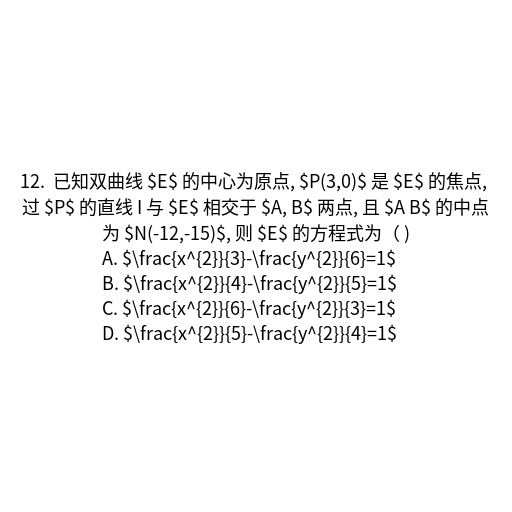 12. 已知双曲线 $E$ 的中心为原点, $P(3,0)$ 是 $E$ 的焦点,
过 $P$ 的直线 l 与 $E$ 相交于 $A, B$ 两点, 且 $A B$ 的中点
为 $N(-12,-15)$, 则 $E$ 的方程式为（ ）
A. $\frac{x^{2}}{3}-\frac{y^{2}}{6}=1$
B. $\frac{x^{2}}{4}-\frac{y^{2}}{5}=1$
C. $\frac{x^{2}}{6}-\frac{y^{2}}{3}=1$
D. $\frac{x^{2}}{5}-\frac{y^{2}}{4}=1$